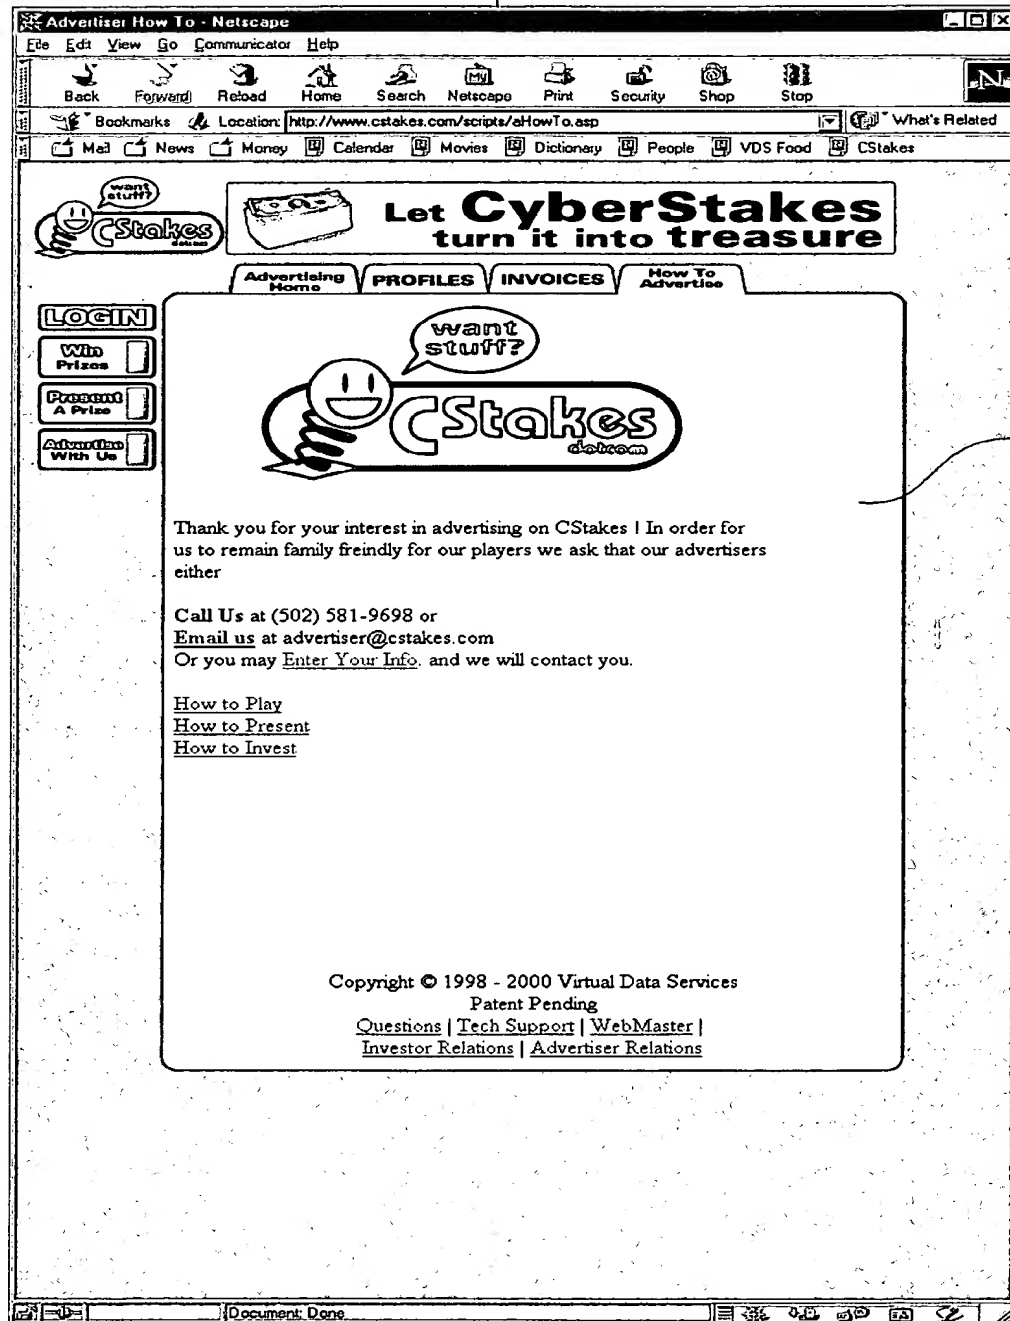 Advertiser How To - Netscape
File Edit View Go Communicator Help
Back Forward Reload Home Search Netscape Print Security Shop Stop
My
N
Bookmarks Location: http://www.cstakes.com/scripts/aHowTo.asp What's Related
Mail News Money Calendar Movies Dictionary People VDS Food CStakes
want
stuff?
CStakes
dotcom
Let CyberStakes
turn it into treasure
Advertising
Home
PROFILES
INVOICES
How To
Advertise
LOGIN
Win
Prizes
Present
A Prize
Advertise
With Us
want
stuff?
CStakes
dotcom
Thank you for your interest in advertising on CStakes ! In order for
us to remain family freindly for our players we ask that our advertisers
either
Call Us at (502) 581-9698 or
Email us at advertiser@cstakes.com
Or you may Enter Your Info. and we will contact you.
How to Play
How to Present
How to Invest
Copyright © 1998 - 2000 Virtual Data Services
Patent Pending
Questions | Tech Support | WebMaster |
Investor Relations | Advertiser Relations
Document: Done